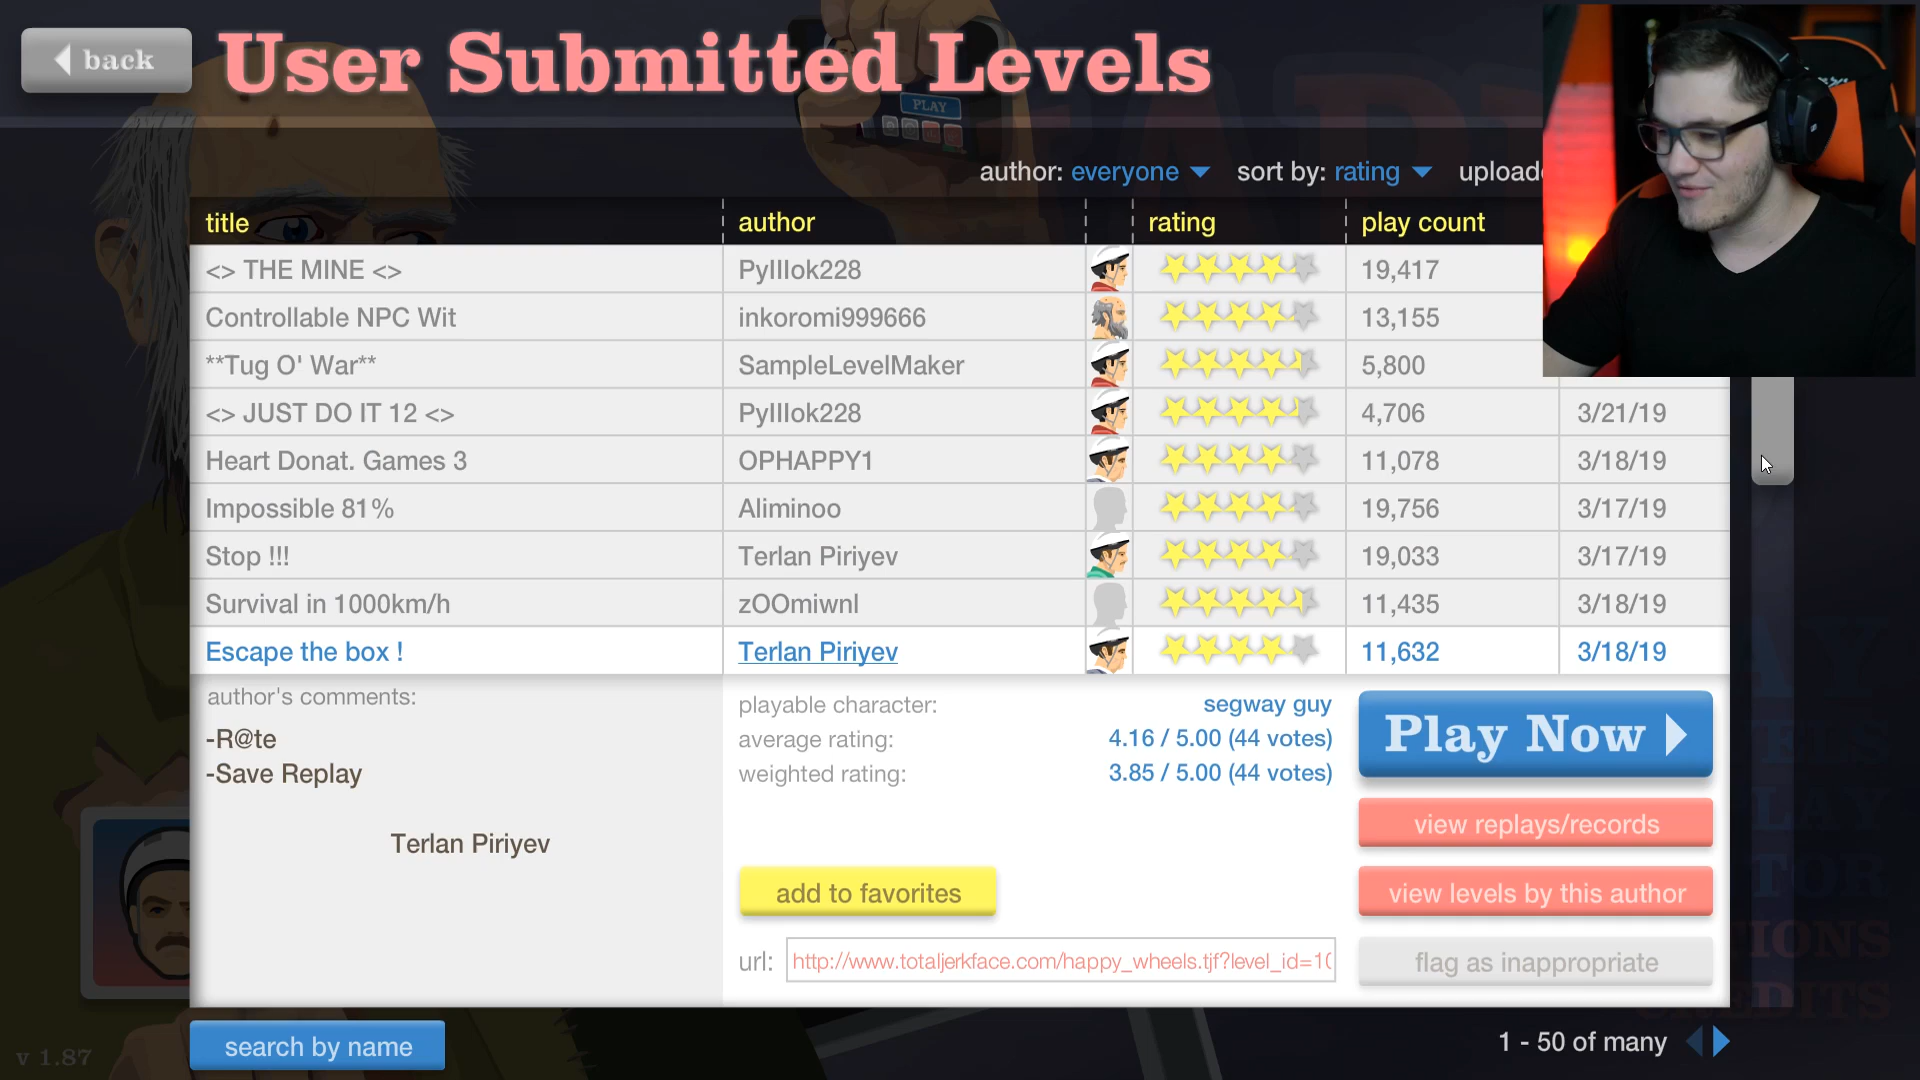 back
User Submitted Levels
PLAY
author: everyone sort by: rating
title author rating play count
<> THE MINE <> PyIIIok228 19,417
Controllable NPC Wit inkoromi999666 13,155
**Tug O' War** SampleLevelMaker 5,800
<> JUST DO IT 12 <> PyIIIok228 4,706 3/21/19
Heart Donat. Games 3 OPHAPPY1 11,078 3/18/19
Impossible 81% Aliminoo 19,756 3/17/19
Stop !!! Terlan Piriyev 19,033 3/17/19
Survival in 1000km/h zOOmiwnl 11,435 3/18/19
Escape the box ! Terlan Piriyev 11,632 3/18/19
author's comments:
-R@te
-Save Replay
Terlan Piriyev
playable character: segway guy
average rating: 4.16 / 5.00 (44 votes)
weighted rating: 3.85 / 5.00 (44 votes)
add to favorites
url: http://www.totaljerkface.com/happy_wheels.tjf?level_id=1
Play Now
view replays/records
view levels by this author
flag as inappropriate
v 1.87
search by name
1 - 50 of many